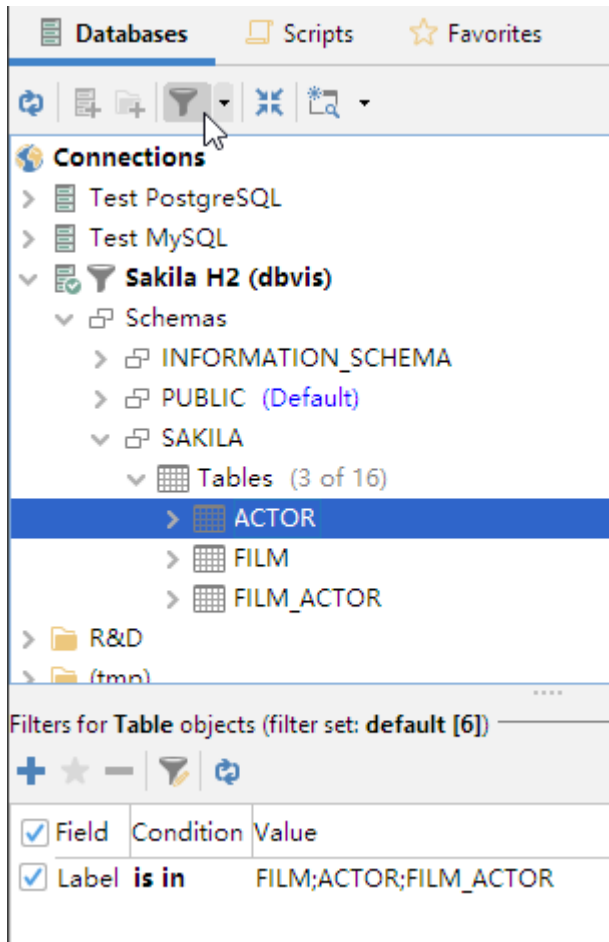 Databases Scripts Favorites
Connections
Test PostgreSQL
Test MySQL
Sakila H2 (dbvis)
Schemas
INFORMATION_SCHEMA
PUBLIC (Default)
SAKILA
Tables (3 of 16)
ACTOR
FILM
FILM_ACTOR
R&D
(tmp)
Filters for Table objects (filter set: default [6])
Field Condition Value
Label is in FILM;ACTOR;FILM_ACTOR